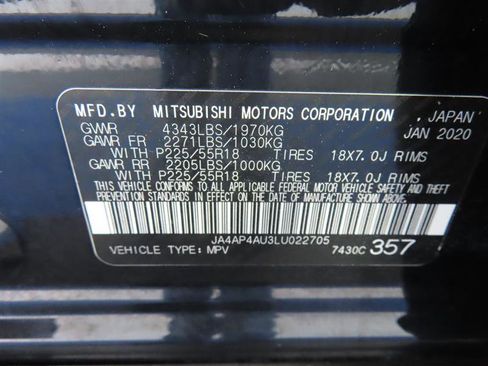 MFD.BY MITSUBISHI MOTORS CORPORATION , JAPAN
GVWR 4343LBS/1970KG JAN 2020
GAWR FR 2271LBS/1030KG
WITH P225/55R18 TIRES 18X7.0J RIMS
GAWR RR 2205LBS/1000KG
WITH P225/55R18 TIRES 18X7.0J RIMS
THIS VEHICLE CONFORMS TO ALL APPLICABLE FEDERAL MOTOR VEHICLE SAFETY AND THEFT
PREVENTION STANDARDS IN EFFECT ON THE DATE OF MANUFACTURE SHOWN ABOVE.
JA4AP4AU3LU022705
VEHICLE TYPE: MPV 7430C 357